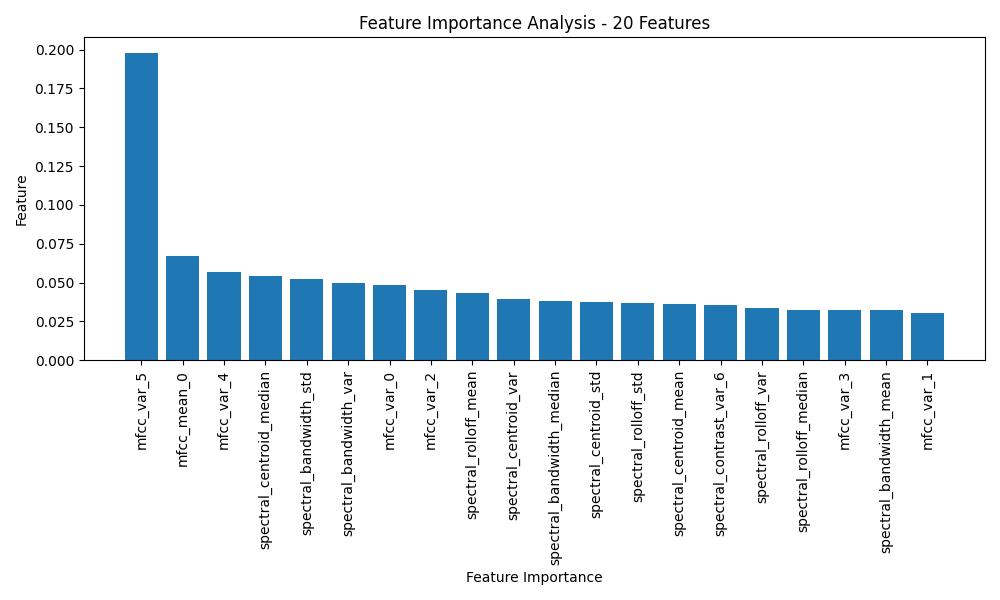 Feature Importance Analysis - 20 Features
Feature
0.200
0.175
0.150
0.125
0.100
0.075
0.050
0.025
0.000
mfcc_var_5
mfcc_mean_0
mfcc_var_4
spectral_centroid_median
spectral_bandwidth_std
spectral_bandwidth_var
mfcc_var_0
mfcc_var_2
spectral_rolloff_mean
spectral_centroid_var
spectral_bandwidth_median
spectral_centroid_std
spectral_rolloff_std
spectral_centroid_mean
spectral_contrast_var_6
spectral_rolloff_var
spectral_rolloff_median
mfcc_var_3
spectral_bandwidth_mean
mfcc_var_1
Feature Importance